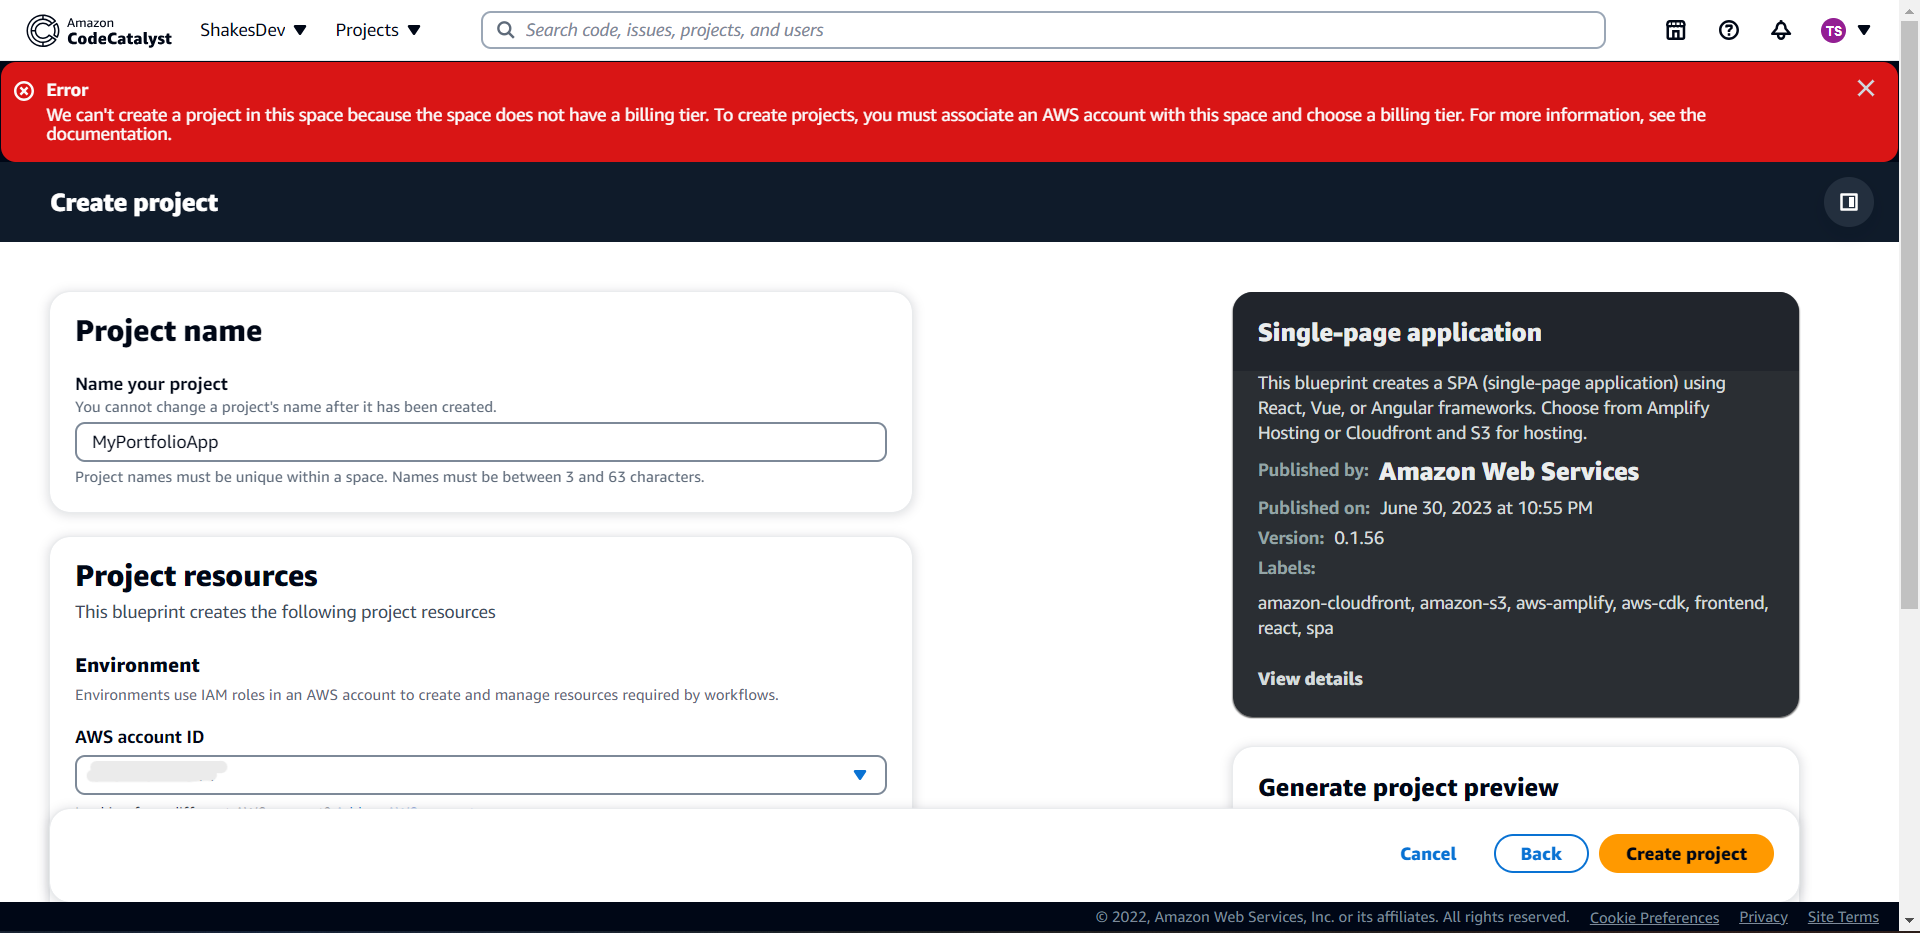 Amazon
CodeCatalyst
ShakesDev
Projects
Search code, issues, projects, and users
TS
Error
We can't create a project in this space because the space does not have a billing tier. To create projects, you must associate an AWS account with this space and choose a billing tier. For more information, see the
documentation.
Create project
Project name
Name your project
You cannot change a project's name after it has been created.
MyPortfolioApp
Project names must be unique within a space. Names must be between 3 and 63 characters.
Project resources
This blueprint creates the following project resources
Environment
Environments use IAM roles in an AWS account to create and manage resources required by workflows.
AWS account ID
Single-page application
This blueprint creates a SPA (single-page application) using
React, Vue, or Angular frameworks. Choose from Amplify
Hosting or Cloudfront and S3 for hosting.
Published by: Amazon Web Services
Published on: June 30, 2023 at 10:55 PM
Version: 0.1.56
Labels:
amazon-cloudfront, amazon-s3, aws-amplify, aws-cdk, frontend,
react, spa
View details
Generate project preview
Cancel
Back
Create project
© 2022, Amazon Web Services, Inc. or its affiliates. All rights reserved.
Cookie Preferences
Privacy
Site Terms